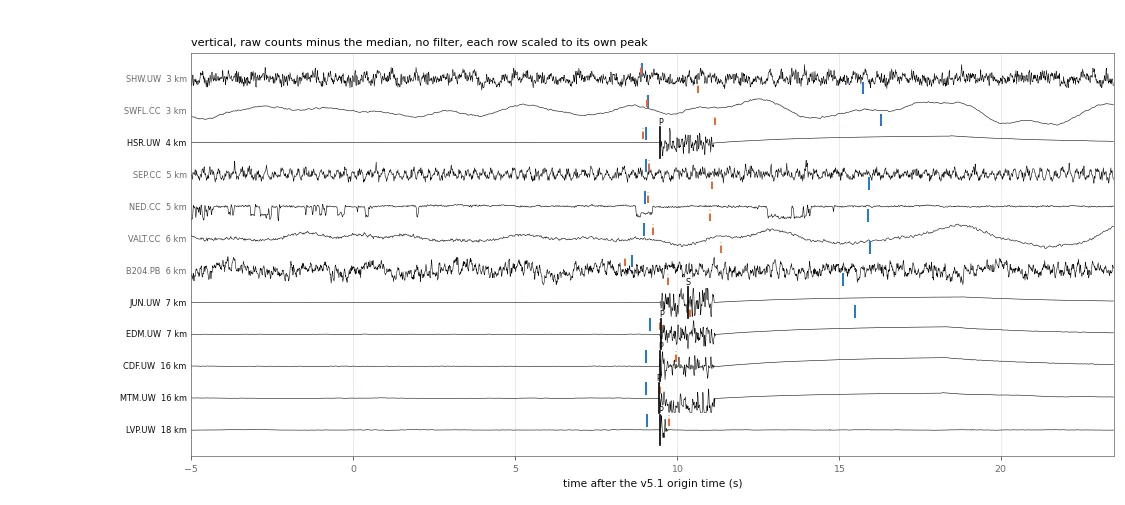 vertical, raw counts minus the median, no filter, each row scaled to its own peak
SHW.UW 3 km
SWFL.CC 3 km
P
HSR.UW 4 km
SEP.CC 5 km
NED.CC 5 km
VALT.CC 6 km
B204.PB 6 km
S
JUN.UW 7 km
P
EDM.UW 7 km
P
CDF.UW 16 km
P
MTM.UW 16 km
P
LVP.UW 18 km
−5 0 5 10 15 20
time after the v5.1 origin time (s)